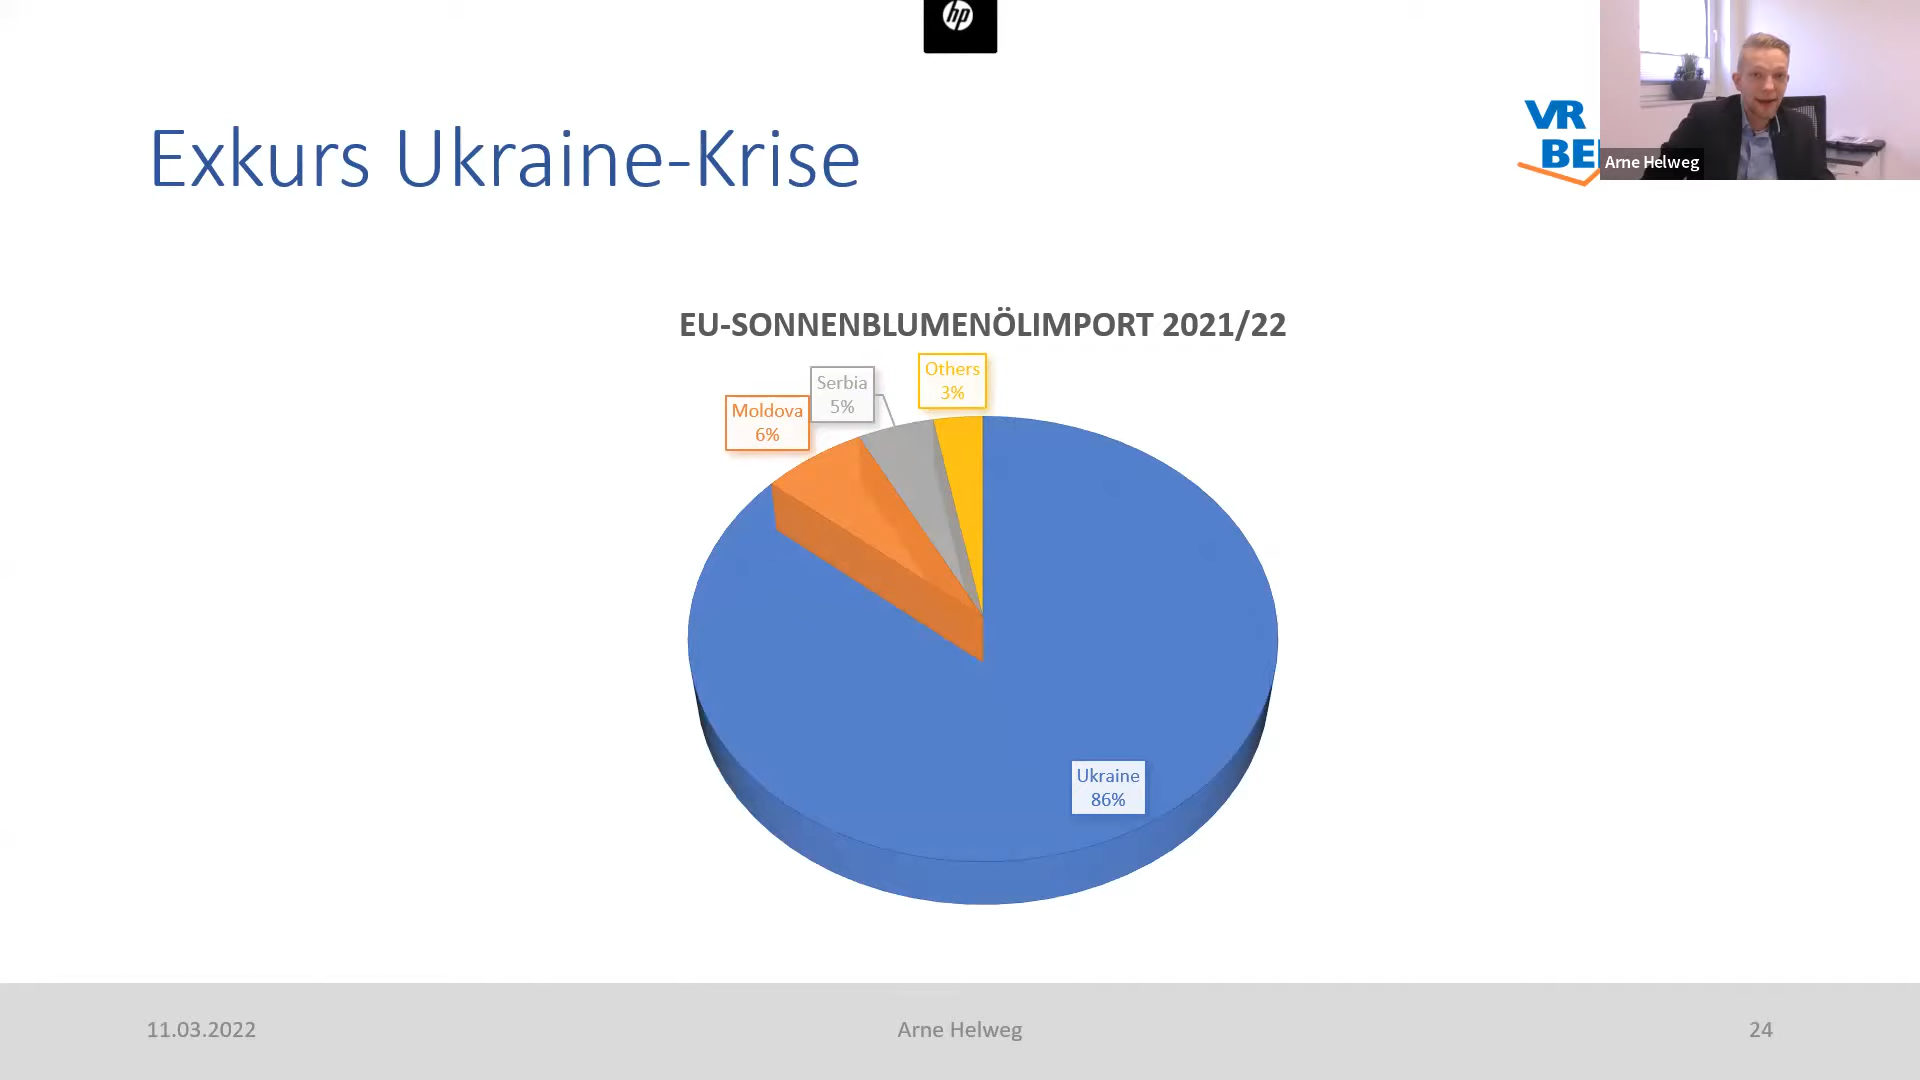 hp
Exkurs Ukraine-Krise
VR
BE
Arne Helweg
EU-SONNENBLUMENÖLIMPORT 2021/22
Others
3%
Serbia
5%
Moldova
6%
Ukraine
86%
11.03.2022
Arne Helweg
24